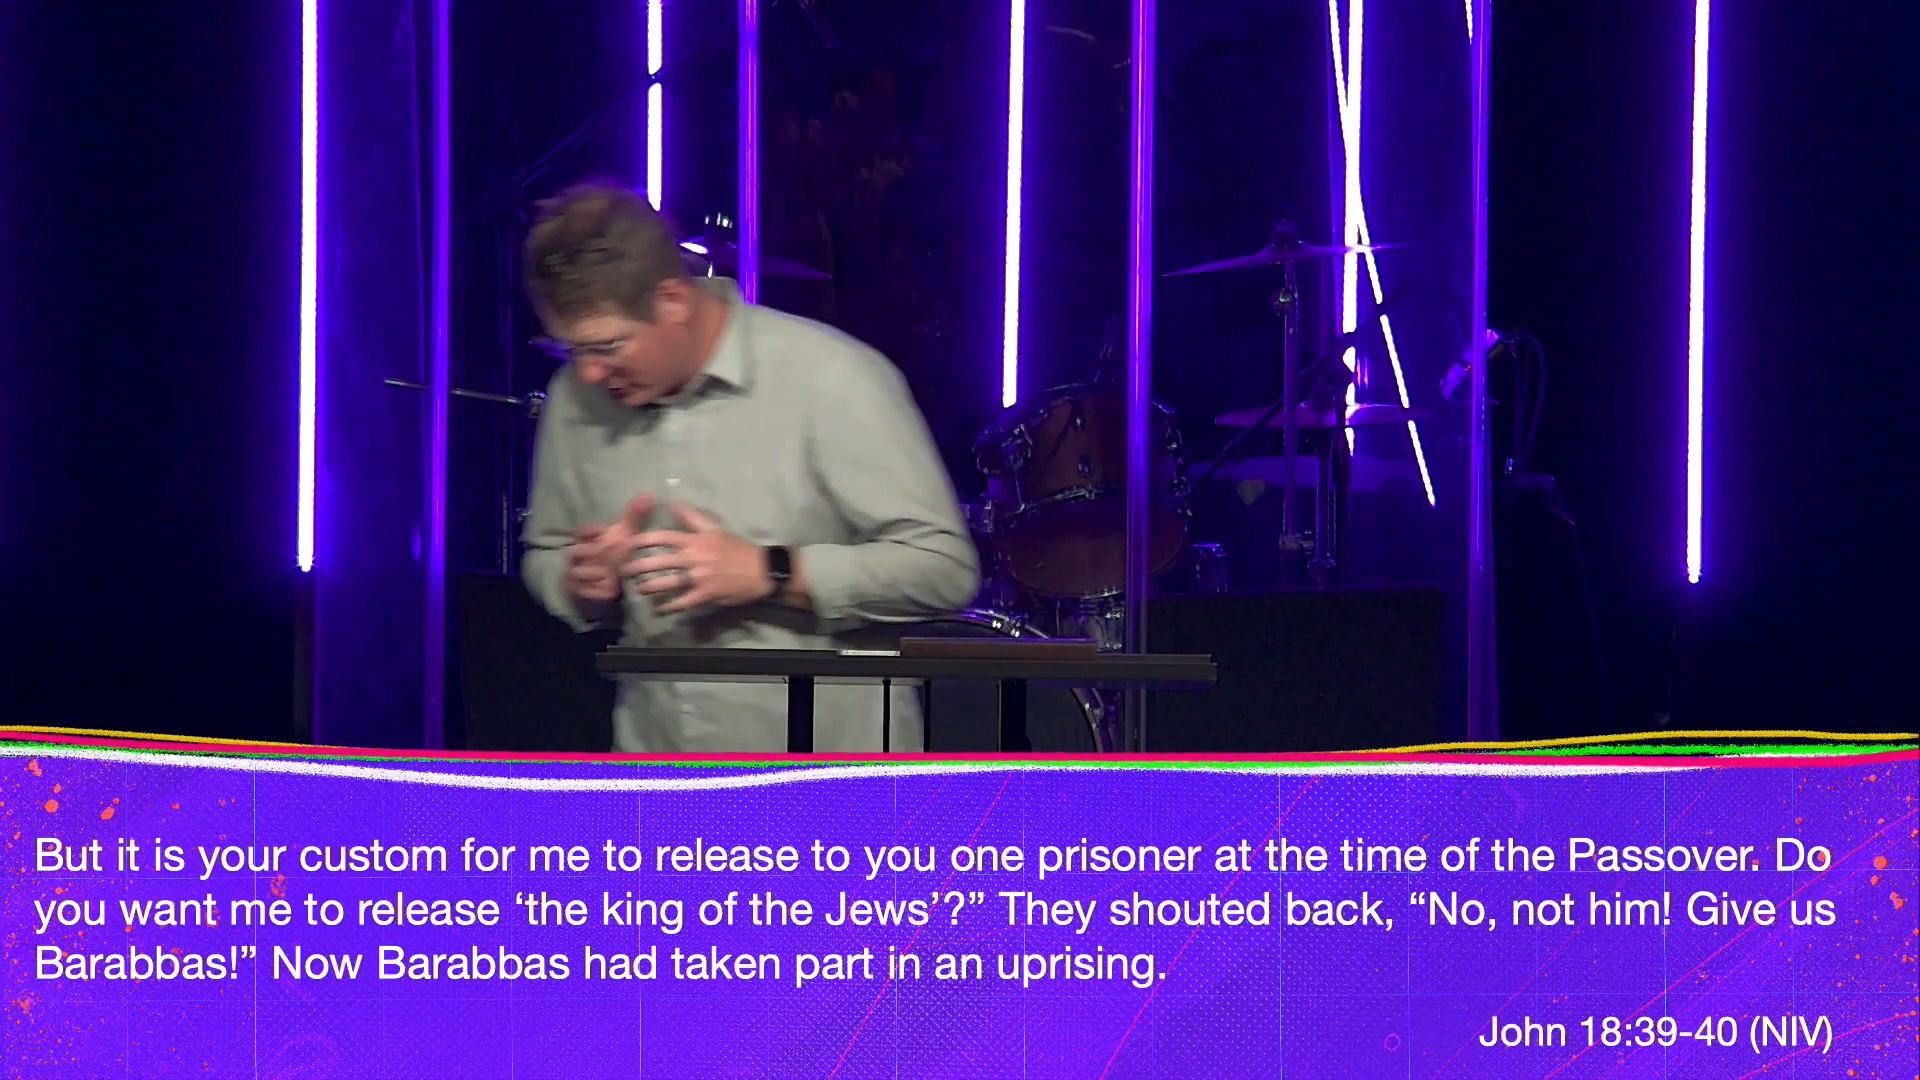 But it is your custom for me to release to you one prisoner at the time of the Passover. Do
you want me to release ‘the king of the Jews’?” They shouted back, “No, not him! Give us
Barabbas!” Now Barabbas had taken part in an uprising.
John 18:39-40 (NIV)